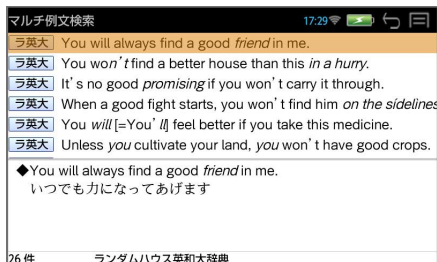 マルチ例文検索 17:29
ラ英大 You will always find a good friend in me.
ラ英大 You won't find a better house than this in a hurry.
ラ英大 It's no good promising if you won't carry it through.
ラ英大 When a good fight starts, you won't find him on the sidelines
ラ英大 You will [=You'll] feel better if you take this medicine.
ラ英大 Unless you cultivate your land, you won't have good crops.
◆You will always find a good friend in me.
いつでも力になってあげます
26 件 ランダムハウス英和大辞典